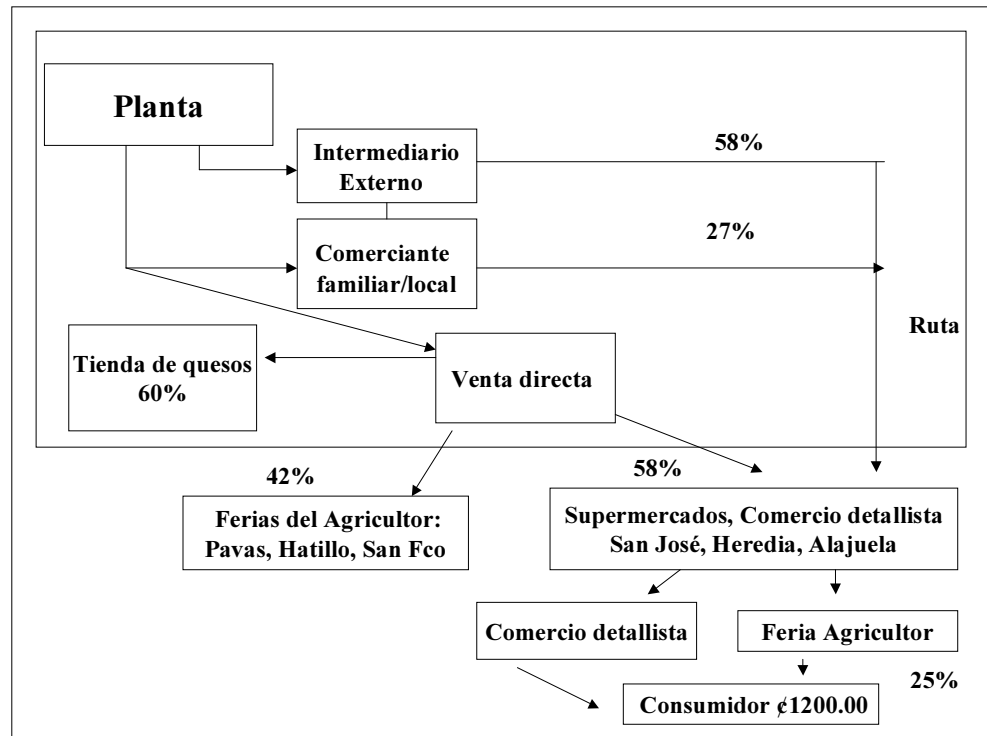 Planta
Intermediario
Externo
58%
Comerciante
familiar/local
27%
Ruta
Tienda de quesos
60%
Venta directa
42%
58%
Ferias del Agricultor:
Pavas, Hatillo, San Fco
Supermercados, Comercio detallista
San José, Heredia, Alajuela
Comercio detallista
Feria Agricultor
25%
Consumidor ¢1200.00